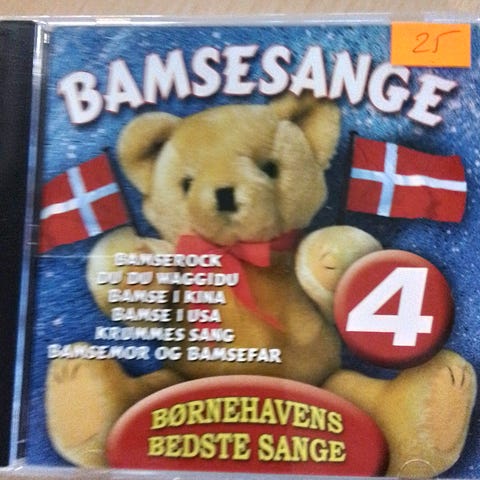 25
BAMSESANGE
BAMSEROCK
DU DU WAGGIDU
BAMSE I KINA
BAMSE I USA
KRUMMES SANG
BAMSEMOR OG BAMSEFAR
4
BØRNEHAVENS
BEDSTE SANGE